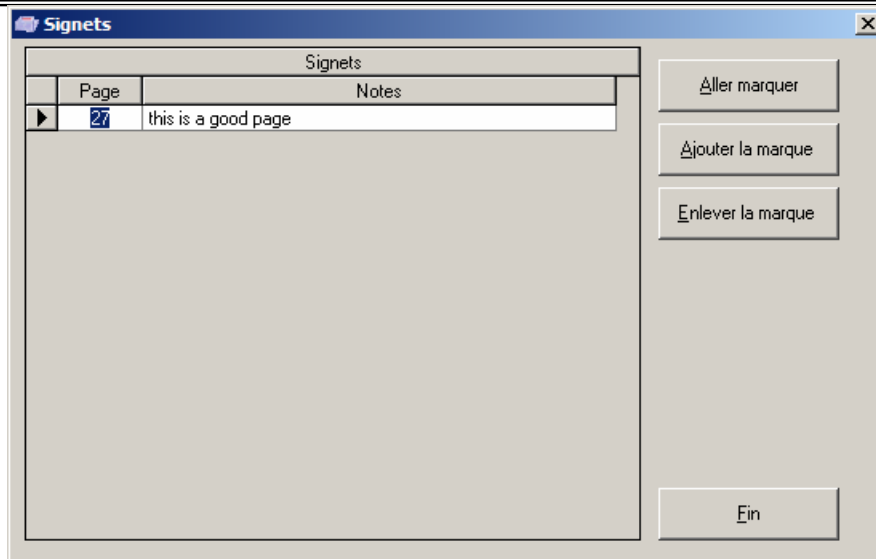 Signets
Signets
Page Notes
27 this is a good page
Aller marquer
Ajouter la marque
Enlever la marque
Fin